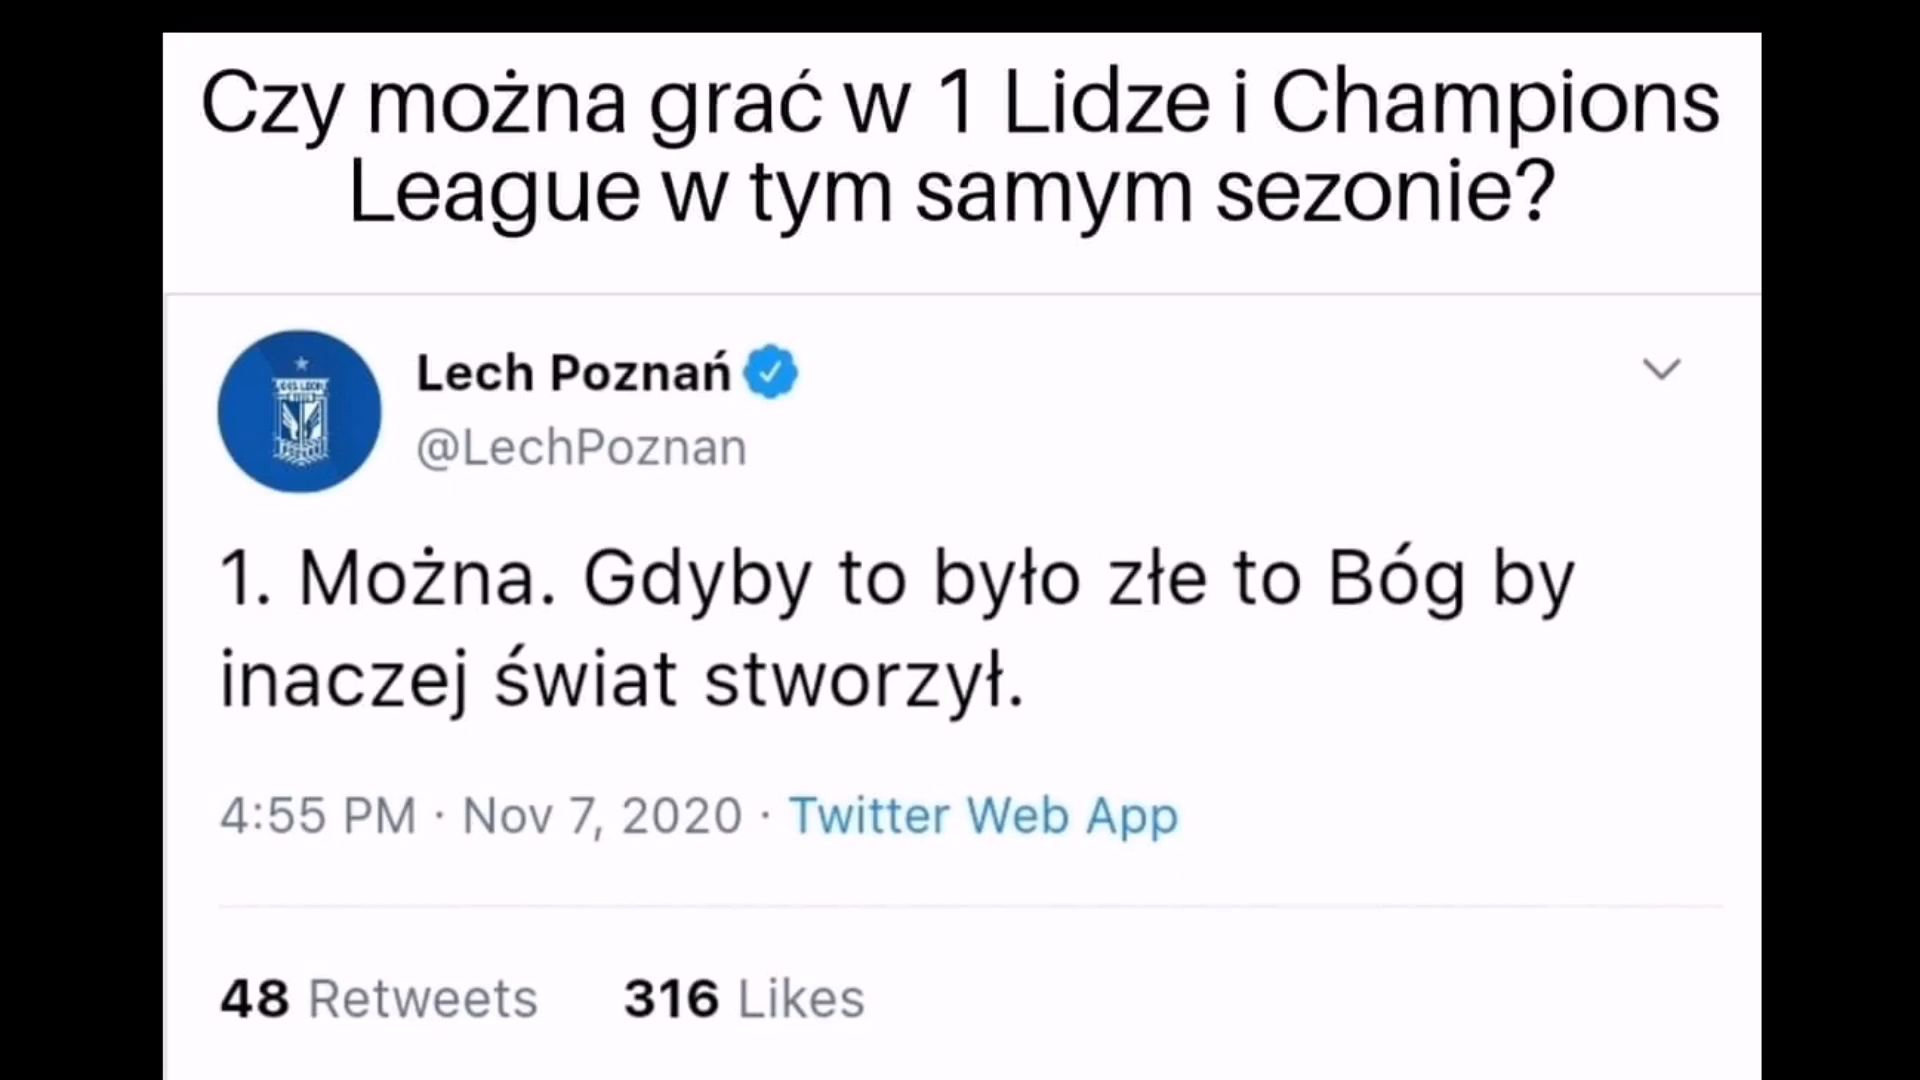 Czy można grać w 1 Lidze i Champions
League w tym samym sezonie?
Lech Poznań
@LechPoznan
1. Można. Gdyby to było złe to Bóg by
inaczej świat stworzył.
4:55 PM · Nov 7, 2020 · Twitter Web App
48 Retweets 316 Likes